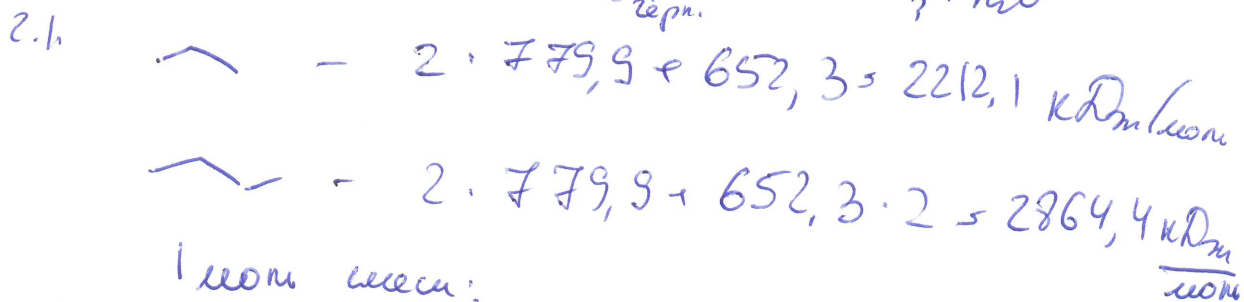 черн.
2.1.
- 2 · 779,9 + 652,3 = 2212,1 кДж/моль
- 2 · 779,9 + 652,3 · 2 = 2864,4 кДж/моль
1 моль смеси: